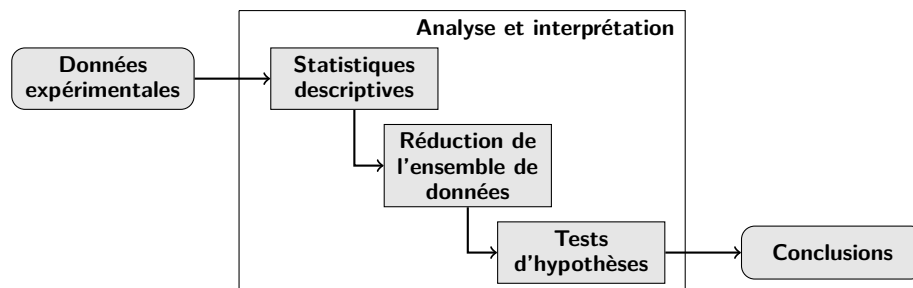 Analyse et interprétation
Données
expérimentales
Statistiques
descriptives
Réduction de
l'ensemble de
données
Tests
d'hypothèses
Conclusions